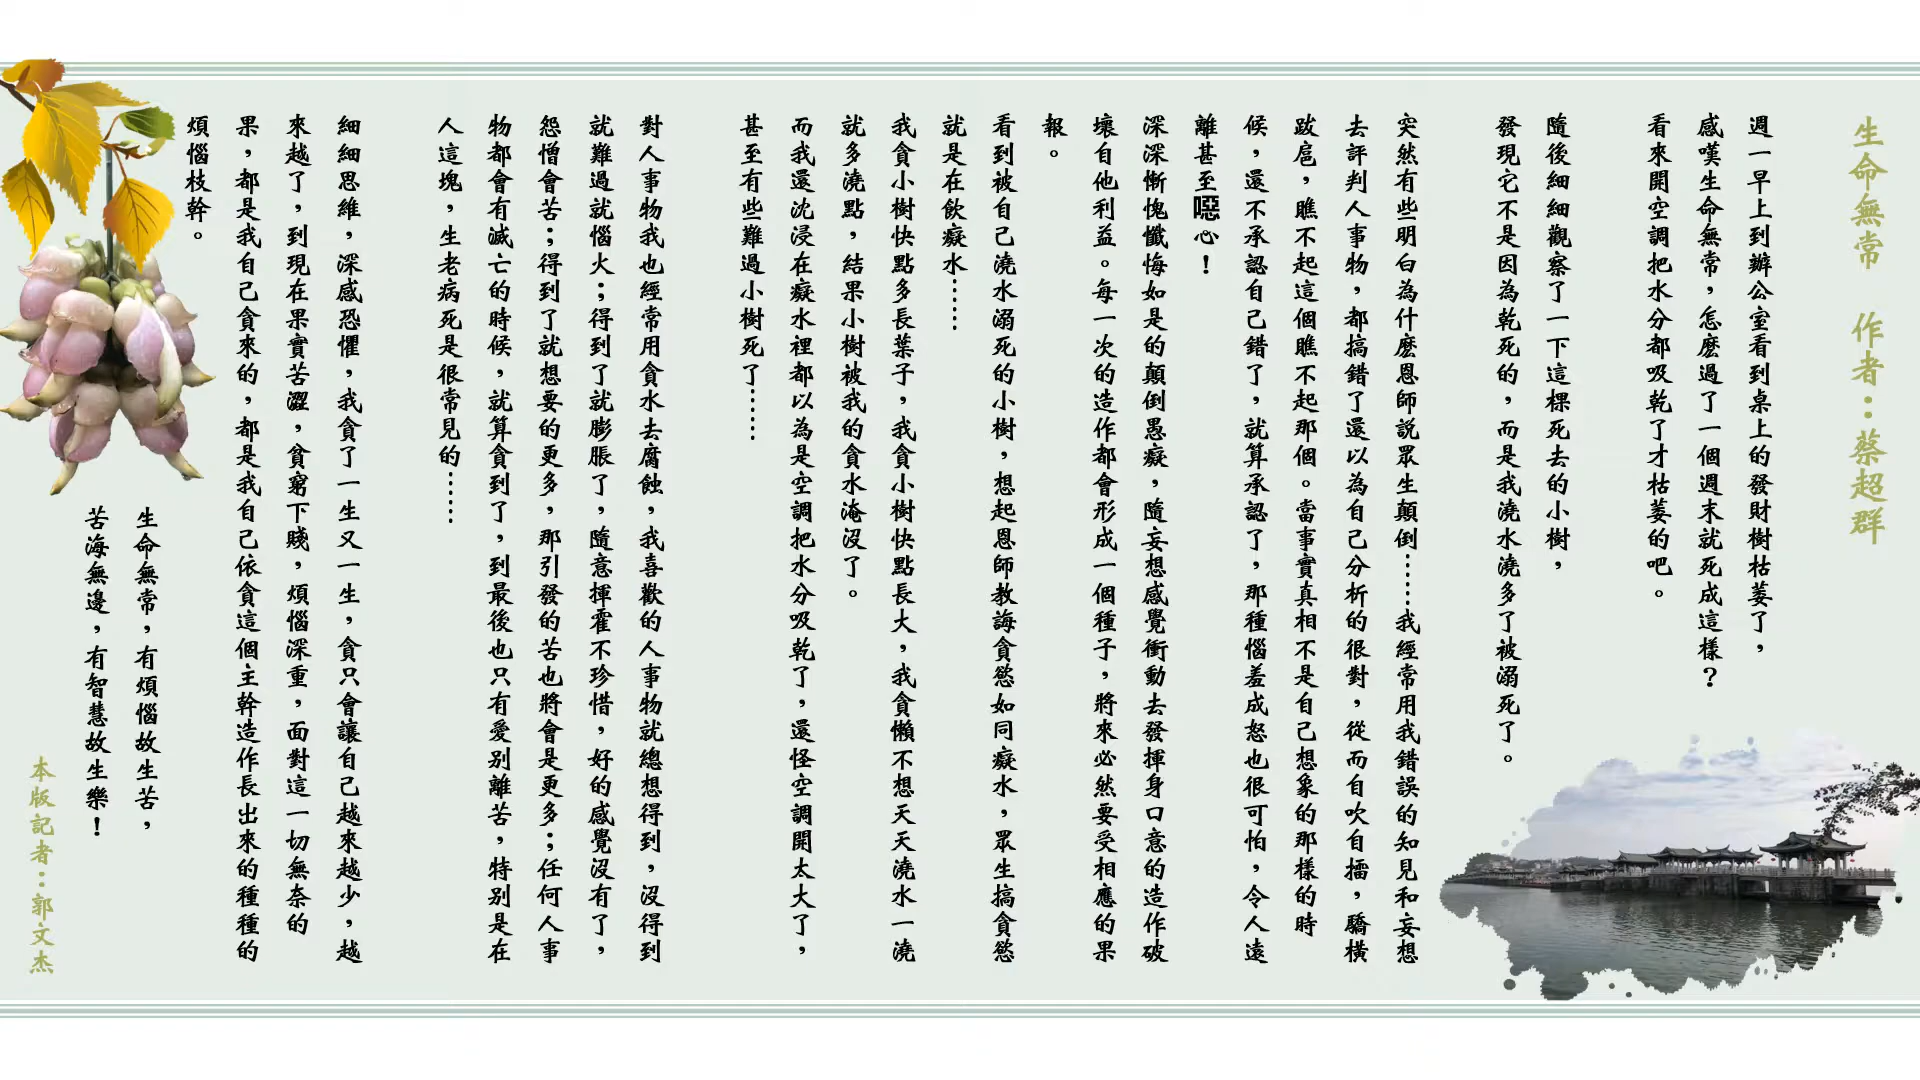 生命無常　作者：蔡超群
週一早上到辦公室看到桌上的發財樹枯萎了，
感嘆生命無常，怎麼過了一個週末就死成這樣？
看來開空調把水分都吸乾了才枯萎的吧。
隨後細細觀察了一下這棵死去的小樹，
發現它不是因為乾死的，而是我澆水澆多了被溺死了。
突然有些明白為什麼恩師說眾生顛倒……我經常用我錯誤的知見和妄想
去評判人事物，都搞錯了還以為自己分析的很對，從而自吹自擂，驕橫
跋扈，瞧不起這個瞧不起那個。當事實真相不是自己想象的那樣的時
候，還不承認自己錯了，就算承認了，那種惱羞成怒也很可怕，令人遠
離甚至噁心！
深深慚愧懺悔如是的顛倒愚癡，隨妄想感覺衝動去發揮身口意的造作破
壞自他利益。每一次的造作都會形成一個種子，將來必然要受相應的果
報。
看到被自己澆水溺死的小樹，想起恩師教誨貪慾如同癡水，眾生搞貪慾
就是在飲癡水……
我貪小樹快點多長葉子，我貪小樹快點長大，我貪懶不想天天澆水一澆
就多澆點，結果小樹被我的貪水淹沒了。
而我還沈浸在癡水裡都以為是空調把水分吸乾了，還怪空調開太大了，
甚至有些難過小樹死了……
對人事物我也經常用貪水去腐蝕，我喜歡的人事物就總想得到，沒得到
就難過就惱火；得到了就膨脹了，隨意揮霍不珍惜，好的感覺沒有了，
怨憎會苦；得到了就想要的更多，那引發的苦也將會是更多；任何人事
物都會有滅亡的時候，就算貪到了，到最後也只有愛別離苦，特別是在
人這塊，生老病死是很常見的……
細細思維，深感恐懼，我貪了一生又一生，貪只會讓自己越來越少，越
來越了，到現在果實苦澀，貧窮下賤，煩惱深重，面對這一切無奈的
果，都是我自己貪來的，都是我自己依貪這個主幹造作長出來的種種的
煩惱枝幹。
生命無常，有煩惱故生苦，
苦海無邊，有智慧故生樂！
本版記者：郭文杰